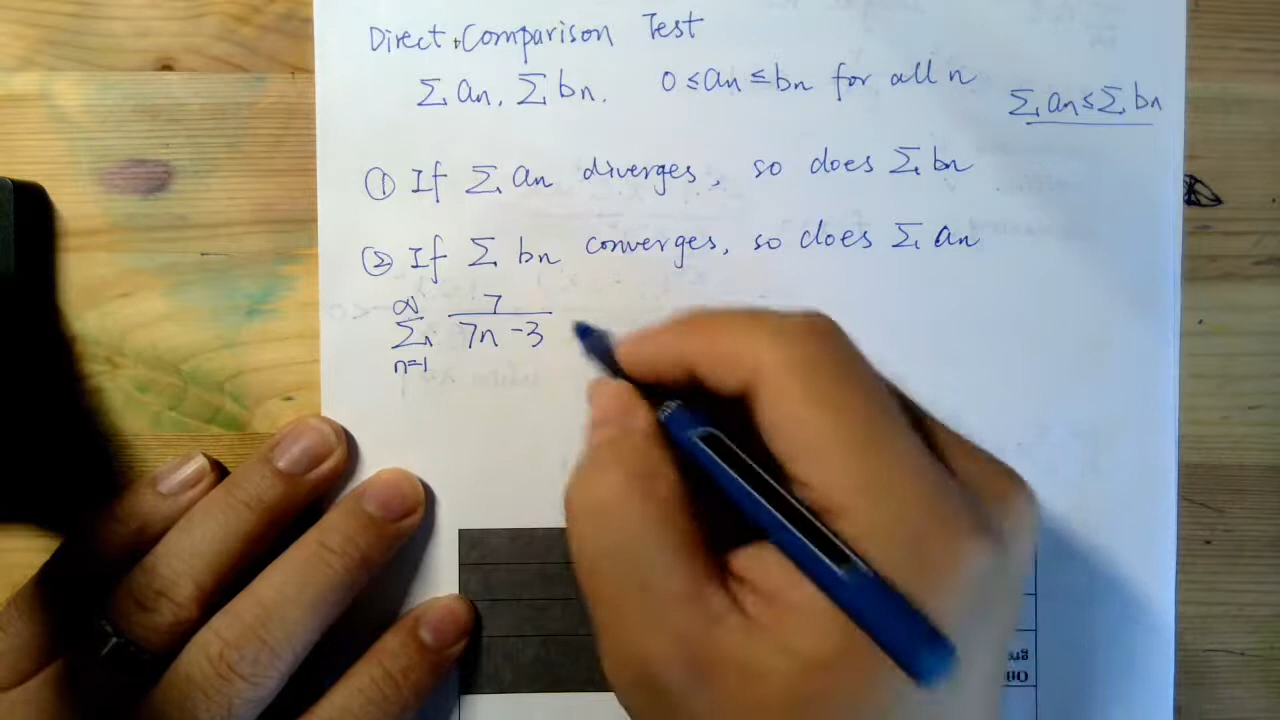 Direct Comparison Test
Σ an, Σ bn. 0 ≤ an ≤ bn for all n
Σ an ≤ Σ bn
① If Σ an diverges, so does Σ bn
② If Σ bn converges, so does Σ an
∞
Σ 7/(7n - 3)
n=1